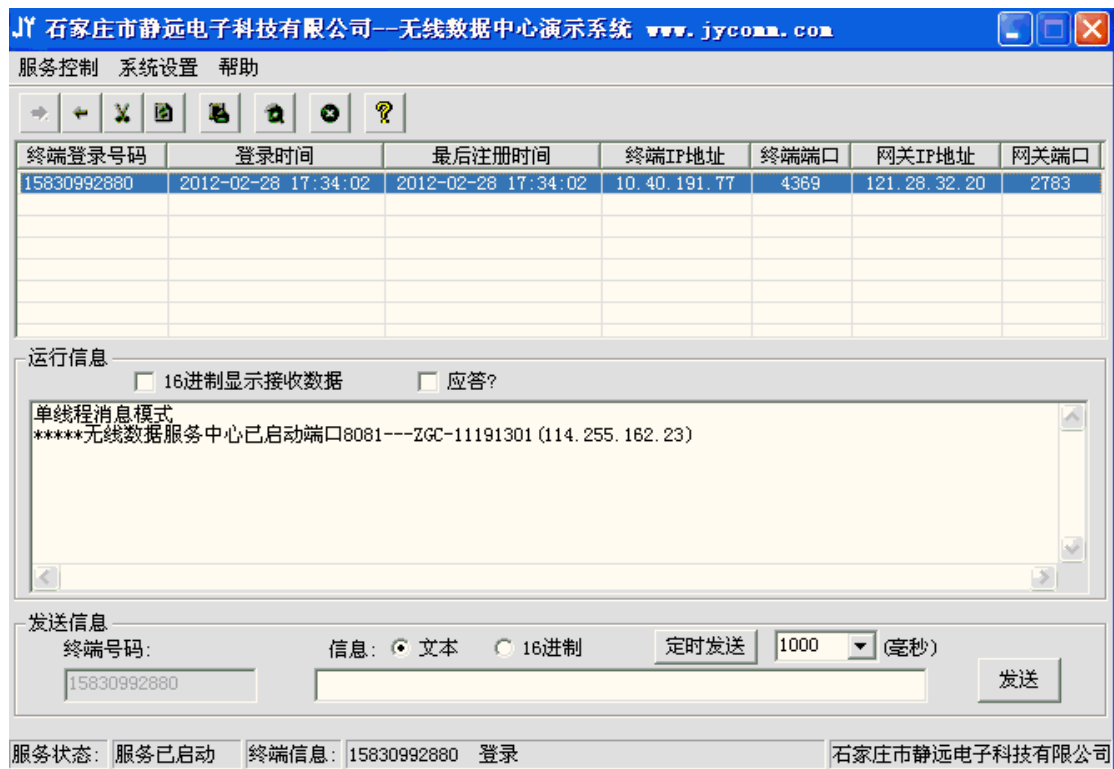 JY 石家庄市静远电子科技有限公司--无线数据中心演示系统 www.jycomm.com
服务控制 系统设置 帮助
终端登录号码 登录时间 最后注册时间 终端IP地址 终端端口 网关IP地址 网关端口
15830992880 2012-02-28 17:34:02 2012-02-28 17:34:02 10.40.191.77 4369 121.28.32.20 2783
运行信息
16进制显示接收数据 应答?
单线程消息模式
*****无线数据服务中心已启动端口8081---ZGC-11191301(114.255.162.23)
发送信息
终端号码: 信息: 文本 16进制 定时发送 1000 (毫秒)
15830992880 发送
服务状态: 服务已启动 终端信息: 15830992880 登录 石家庄市静远电子科技有限公司